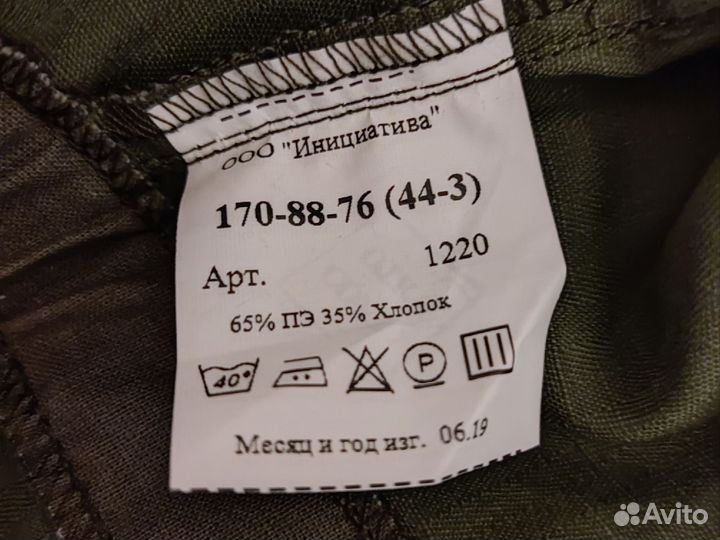 ООО "Инициатива"
170-88-76 (44-3)
Арт. 1220
65% ПЭ 35% Хлопок
40° P
Месяц и год изг. 06.19
Avito